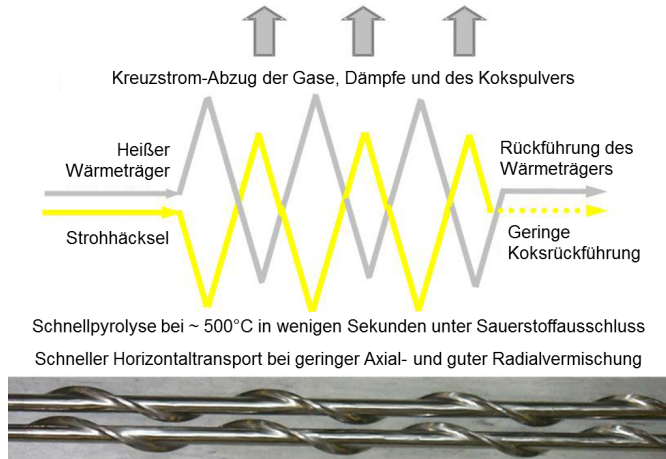 Kreuzstrom-Abzug der Gase, Dämpfe und des Kokspulvers
Heißer
Wärmeträger
Rückführung des
Wärmeträgers
Strohhäcksel
Geringe
Koksrückführung
Schnellpyrolyse bei ~ 500°C in wenigen Sekunden unter Sauerstoffausschluss
Schneller Horizontaltransport bei geringer Axial- und guter Radialvermischung